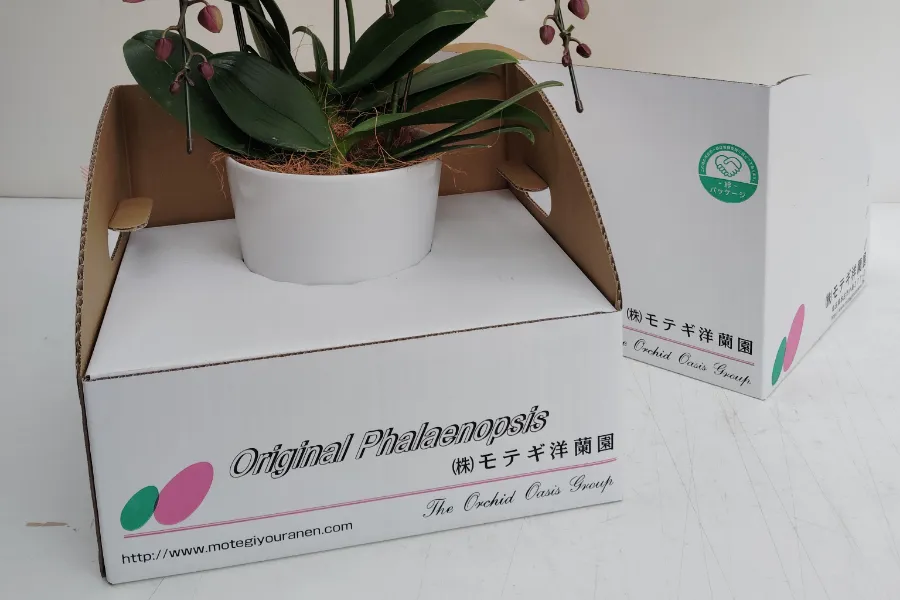 Original Phalaenopsis
㈱モテギ洋蘭園
The Orchid Oasis Group
http://www.motegiyouranen.com
パッケージ
㈱モテギ洋蘭園
Orchid Oasis Group
㈱モテギ洋蘭園